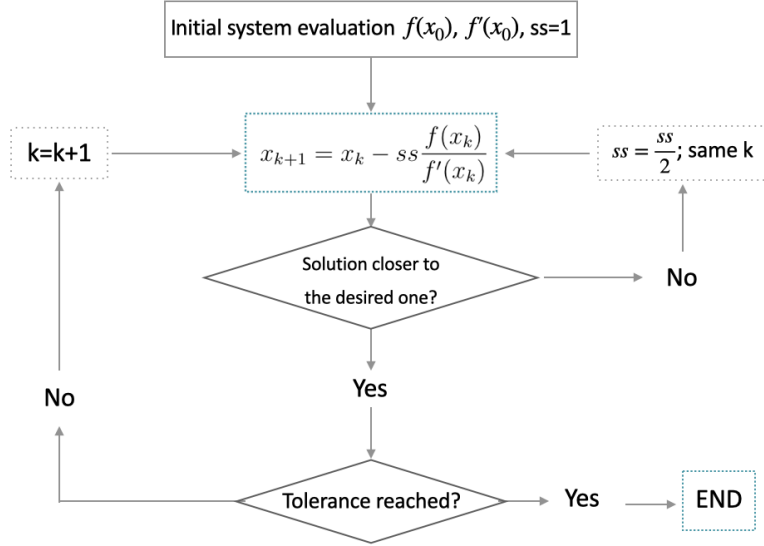 Initial system evaluation f(x₀), f′(x₀), ss=1
k=k+1
xₖ₊₁ = xₖ − ss f(xₖ)/f′(xₖ)
ss = ss/2; same k
Solution closer to
the desired one?
No
Yes
No
Tolerance reached?
Yes
END